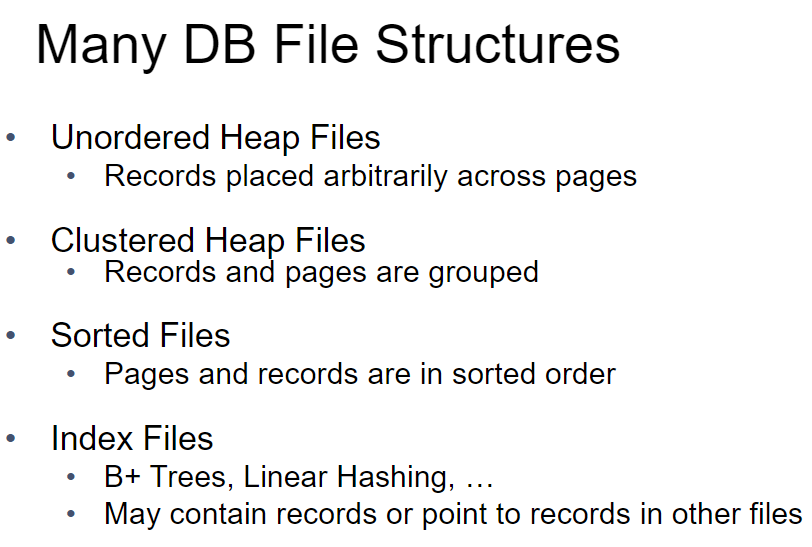 Many DB File Structures
• Unordered Heap Files
• Records placed arbitrarily across pages
• Clustered Heap Files
• Records and pages are grouped
• Sorted Files
• Pages and records are in sorted order
• Index Files
• B+ Trees, Linear Hashing, …
• May contain records or point to records in other files